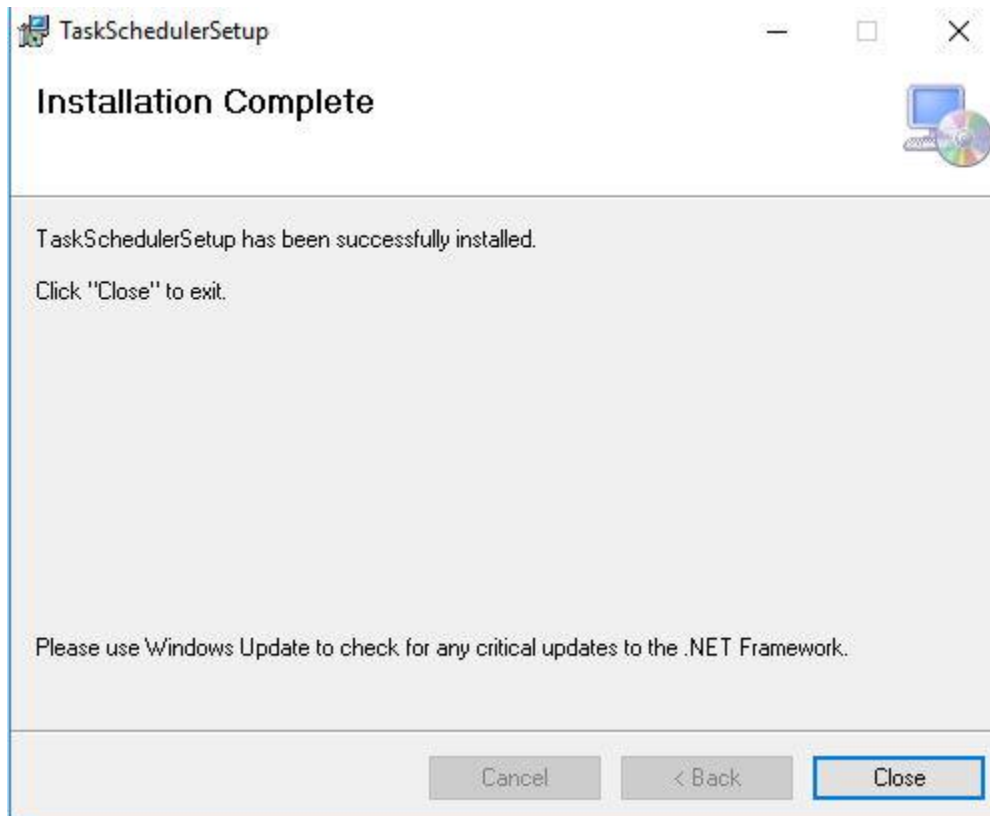 TaskSchedulerSetup
Installation Complete
TaskSchedulerSetup has been successfully installed.
Click "Close" to exit.
Please use Windows Update to check for any critical updates to the .NET Framework.
Cancel
< Back
Close